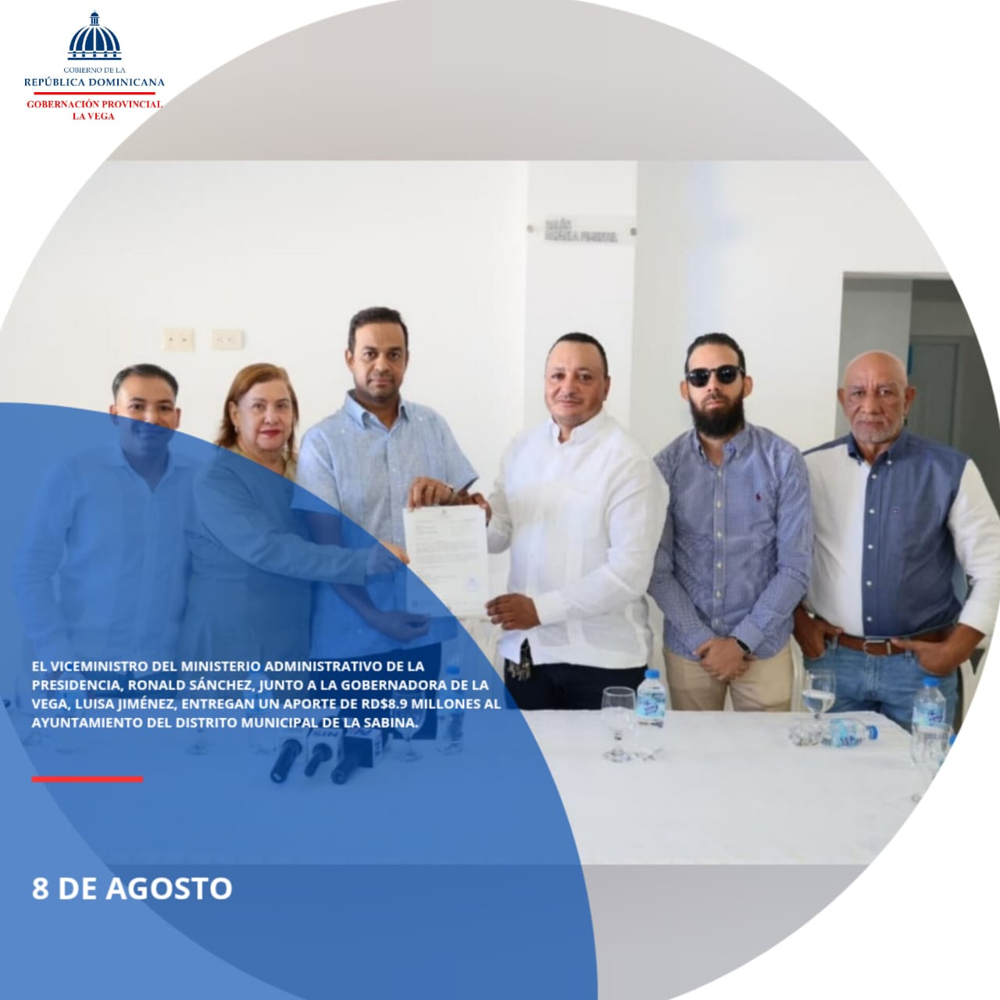 GOBIERNO DE LA
REPÚBLICA DOMINICANA
GOBERNACIÓN PROVINCIAL
LA VEGA
SALÓN
EL VICEMINISTRO DEL MINISTERIO ADMINISTRATIVO DE LA
PRESIDENCIA, RONALD SÁNCHEZ, JUNTO A LA GOBERNADORA DE LA
VEGA, LUISA JIMÉNEZ, ENTREGAN UN APORTE DE RD$8.9 MILLONES AL
AYUNTAMIENTO DEL DISTRITO MUNICIPAL DE LA SABINA.
SIN
8 DE AGOSTO